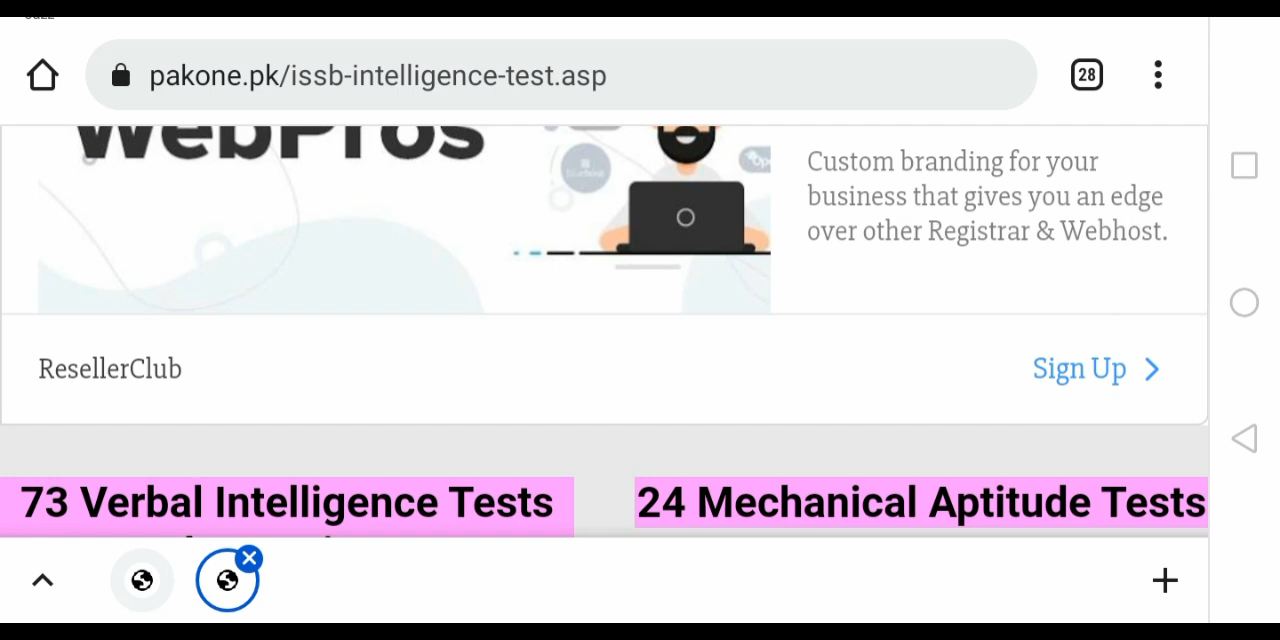 pakone.pk/issb-intelligence-test.asp
28
WebPros
Custom branding for your
business that gives you an edge
over other Registrar & Webhost.
ResellerClub
Sign Up
73 Verbal Intelligence Tests
24 Mechanical Aptitude Tests